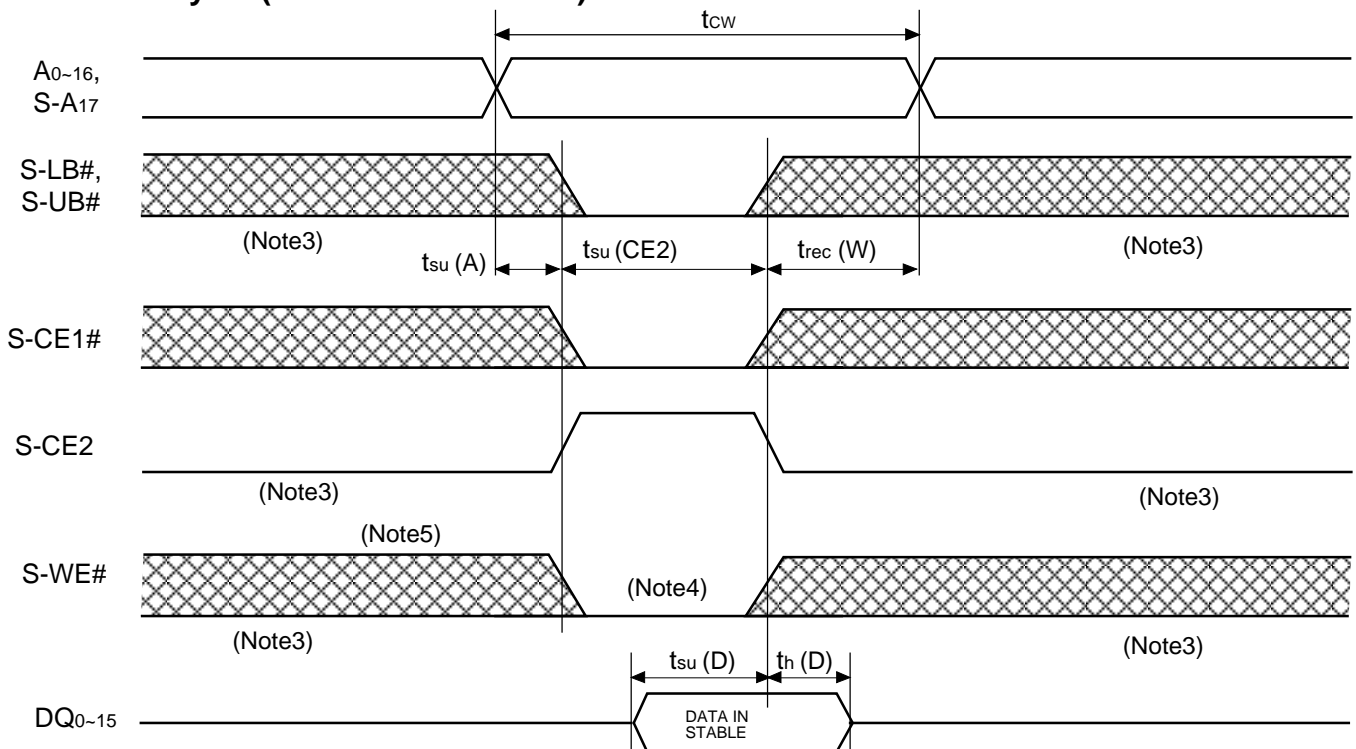 tCW
A0~16,
S-A17
S-LB#,
S-UB#
(Note3)
(Note3)
tsu (A)
tsu (CE2)
trec (W)
S-CE1#
S-CE2
(Note3)
(Note3)
(Note5)
S-WE#
(Note4)
(Note3)
(Note3)
tsu (D)
th (D)
DQ0~15
DATA IN
STABLE